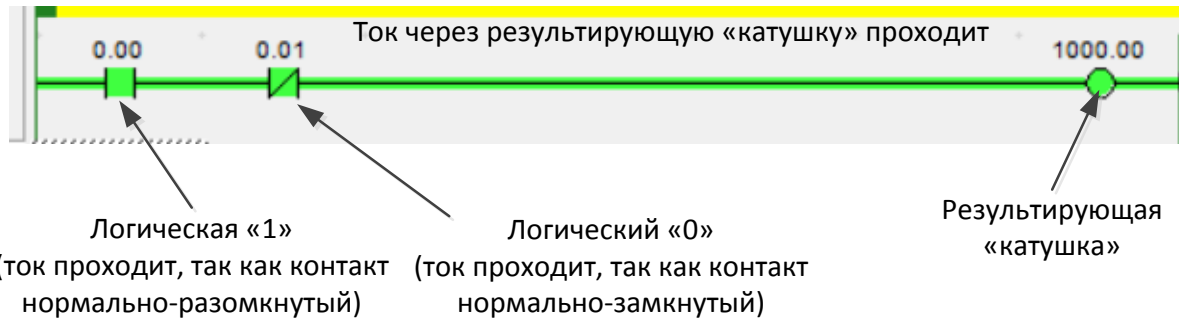 Ток через результирующую «катушку» проходит
0.00
0.01
1000.00
Логическая «1»
(ток проходит, так как контакт
нормально-разомкнутый)
Логический «0»
(ток проходит, так как контакт
нормально-замкнутый)
Результирующая
«катушка»